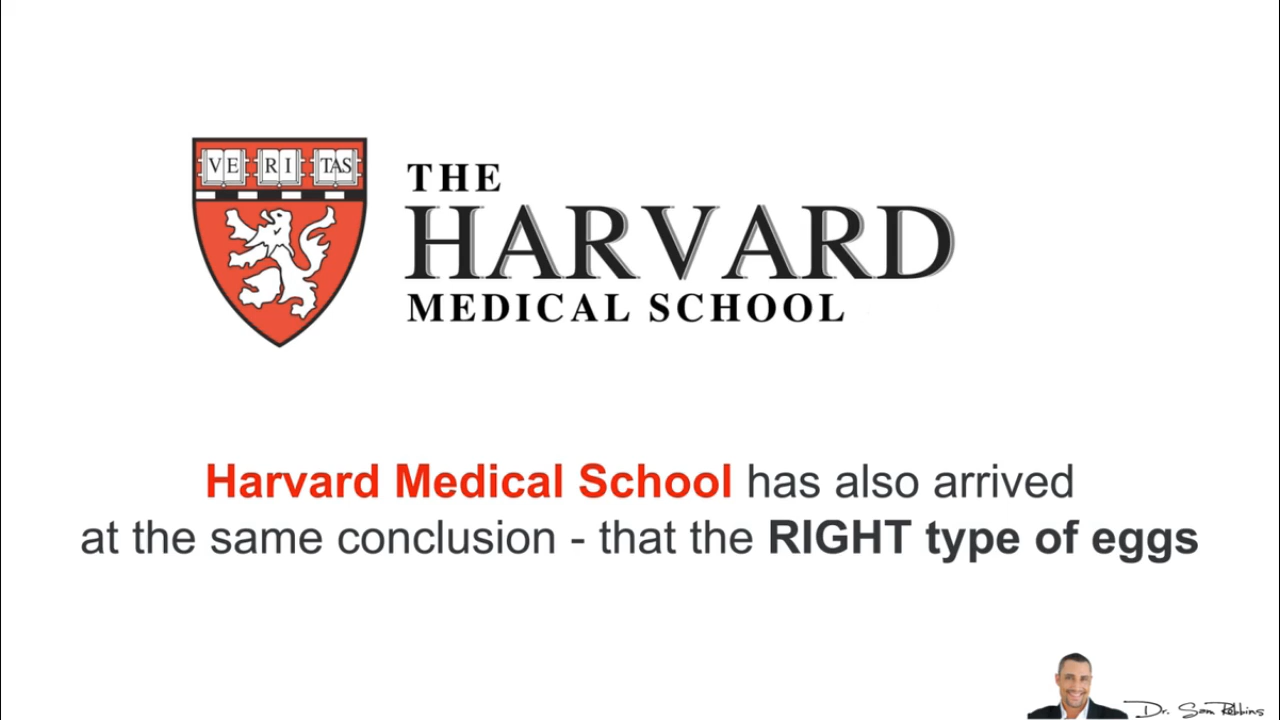 VE RI TAS
THE
HARVARD
MEDICAL SCHOOL
Harvard Medical School has also arrived
at the same conclusion - that the RIGHT type of eggs
Dr. Sam Robbins